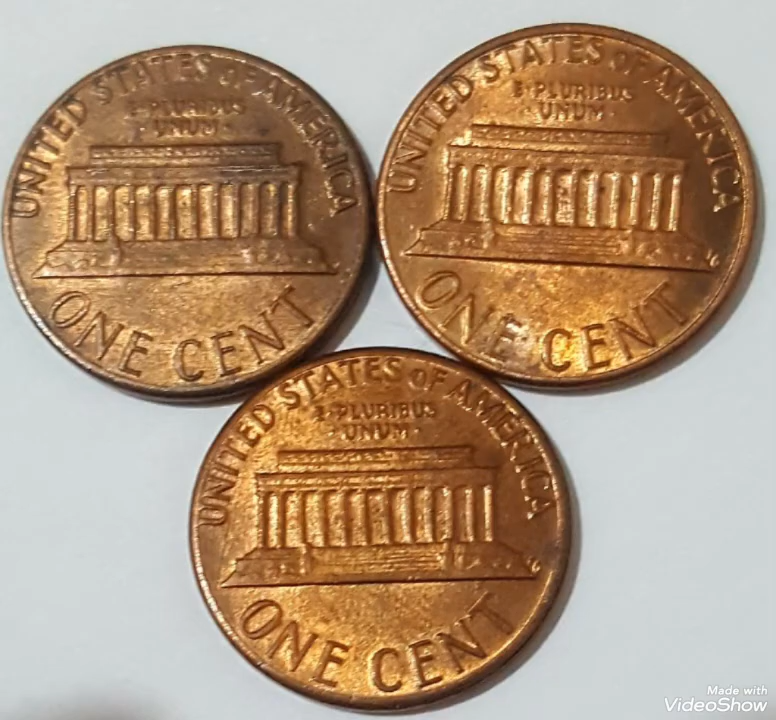 UNITED STATES OF AMERICA
E·PLURIBUS
·UNUM·
ONE CENT
UNITED STATES OF AMERICA
E·PLURIBUS
·UNUM·
ONE CENT
UNITED STATES OF AMERICA
E·PLURIBUS
·UNUM·
ONE CENT
Made with
VideoShow